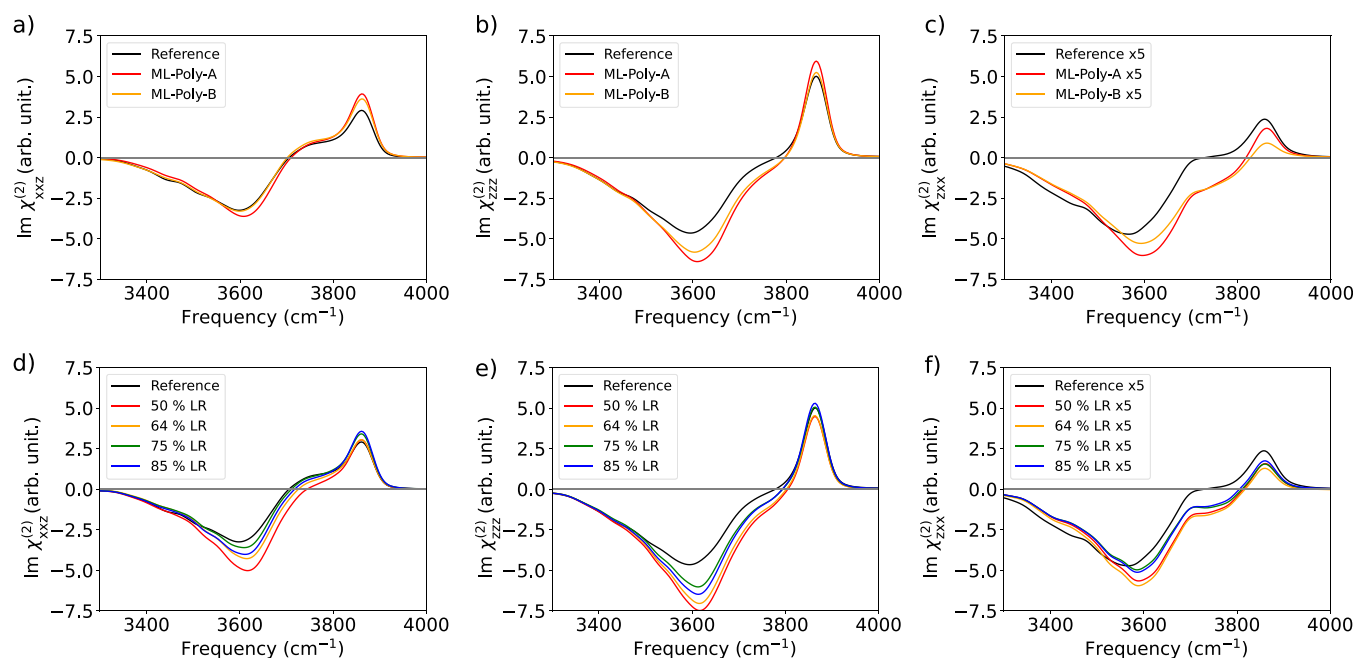 a)
7.5
5.0
2.5
0.0
−2.5
−5.0
−7.5
Im χ(2)xxz (arb. unit.)
Reference
ML-Poly-A
ML-Poly-B
3400 3600 3800 4000
Frequency (cm−1)
b)
7.5
5.0
2.5
0.0
−2.5
−5.0
−7.5
Im χ(2)zzz (arb. unit.)
Reference
ML-Poly-A
ML-Poly-B
3400 3600 3800 4000
Frequency (cm−1)
c)
7.5
5.0
2.5
0.0
−2.5
−5.0
−7.5
Im χ(2)zxx (arb. unit.)
Reference x5
ML-Poly-A x5
ML-Poly-B x5
3400 3600 3800 4000
Frequency (cm−1)
d)
7.5
5.0
2.5
0.0
−2.5
−5.0
−7.5
Im χ(2)xxz (arb. unit.)
Reference
50 % LR
64 % LR
75 % LR
85 % LR
3400 3600 3800 4000
Frequency (cm−1)
e)
7.5
5.0
2.5
0.0
−2.5
−5.0
−7.5
Im χ(2)zzz (arb. unit.)
Reference
50 % LR
64 % LR
75 % LR
85 % LR
3400 3600 3800 4000
Frequency (cm−1)
f)
7.5
5.0
2.5
0.0
−2.5
−5.0
−7.5
Im χ(2)zxx (arb. unit.)
Reference x5
50 % LR x5
64 % LR x5
75 % LR x5
85 % LR x5
3400 3600 3800 4000
Frequency (cm−1)